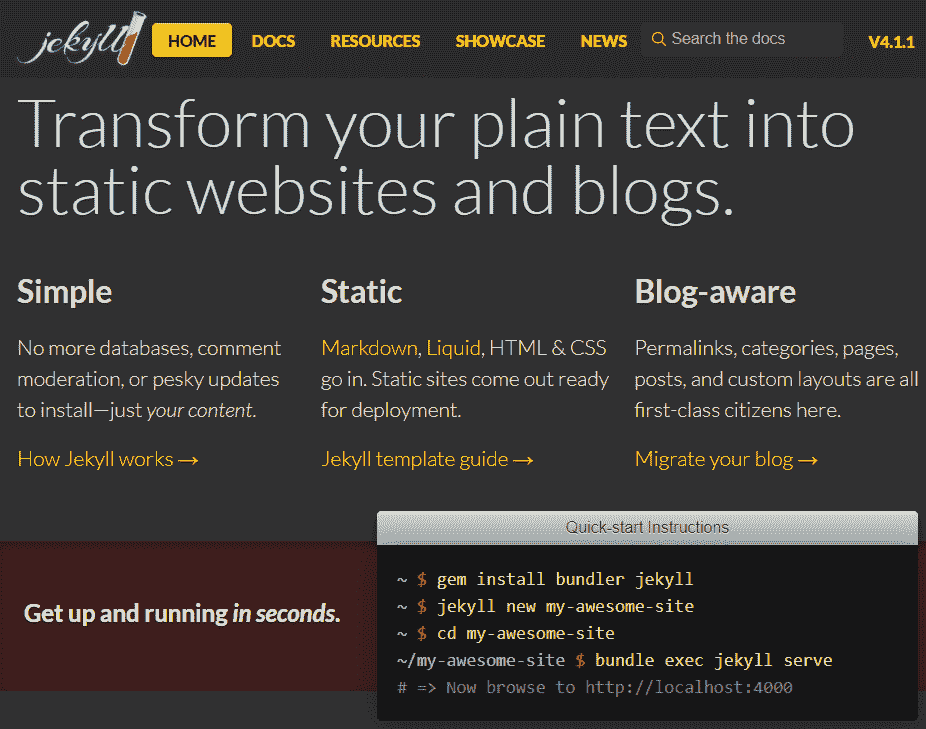 jekyll
HOME DOCS RESOURCES SHOWCASE NEWS Search the docs V4.1.1
Transform your plain text into
static websites and blogs.
Simple
No more databases, comment
moderation, or pesky updates
to install—just your content.
How Jekyll works →
Static
Markdown, Liquid, HTML & CSS
go in. Static sites come out ready
for deployment.
Jekyll template guide →
Blog-aware
Permalinks, categories, pages,
posts, and custom layouts are all
first-class citizens here.
Migrate your blog →
Get up and running in seconds.
Quick-start Instructions
~ $ gem install bundler jekyll
~ $ jekyll new my-awesome-site
~ $ cd my-awesome-site
~/my-awesome-site $ bundle exec jekyll serve
# => Now browse to http://localhost:4000